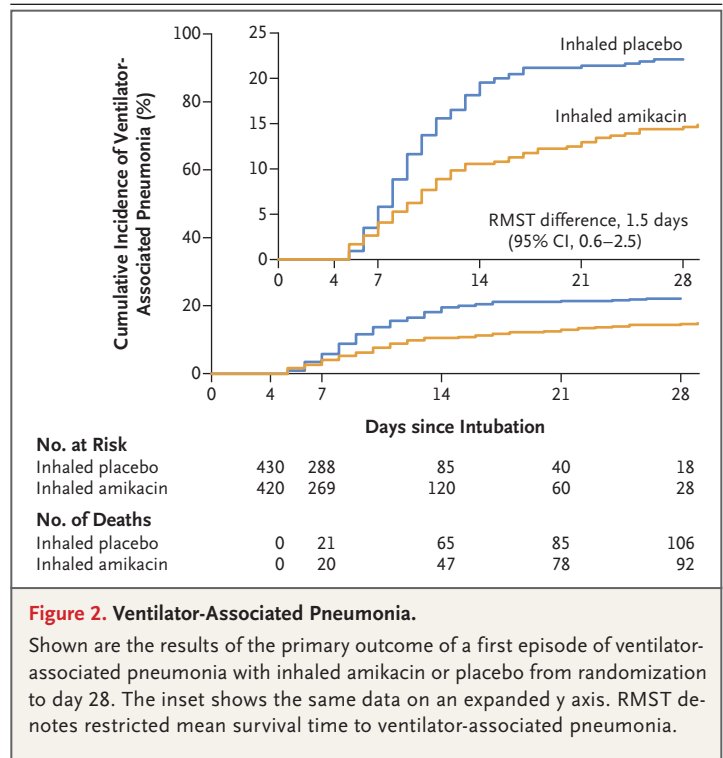 Cumulative Incidence of Ventilator-
Associated Pneumonia (%)
100
80
60
40
20
0
25
20
15
10
5
0
Inhaled placebo
Inhaled amikacin
RMST difference, 1.5 days
(95% CI, 0.6–2.5)
0 4 7 14 21 28
0 4 7 14 21 28
Days since Intubation
No. at Risk
Inhaled placebo 430 288 85 40 18
Inhaled amikacin 420 269 120 60 28
No. of Deaths
Inhaled placebo 0 21 65 85 106
Inhaled amikacin 0 20 47 78 92
Figure 2. Ventilator-Associated Pneumonia.
Shown are the results of the primary outcome of a first episode of ventilator-
associated pneumonia with inhaled amikacin or placebo from randomization
to day 28. The inset shows the same data on an expanded y axis. RMST de-
notes restricted mean survival time to ventilator-associated pneumonia.